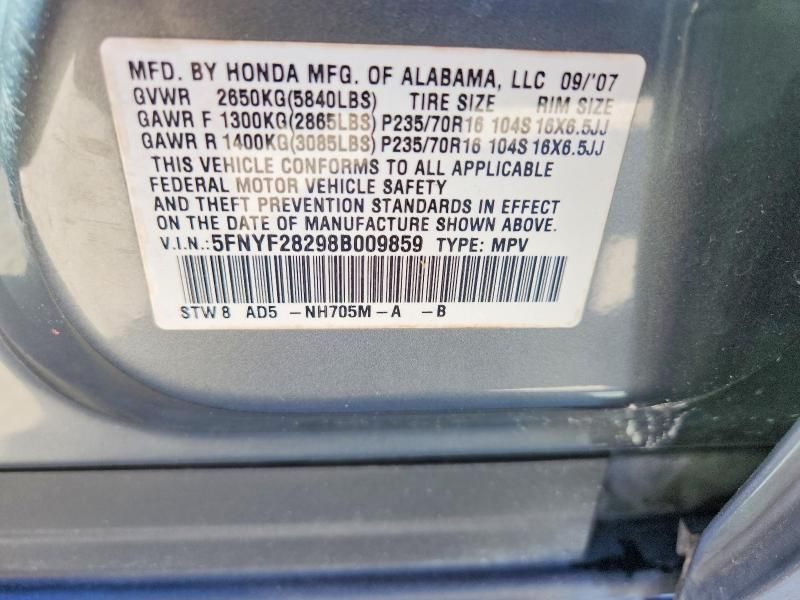 MFD. BY HONDA MFG. OF ALABAMA, LLC 09/'07
GVWR 2650KG(5840LBS) TIRE SIZE RIM SIZE
GAWR F 1300KG(2865LBS) P235/70R16 104S 16X6.5JJ
GAWR R 1400KG(3085LBS) P235/70R16 104S 16X6.5JJ
THIS VEHICLE CONFORMS TO ALL APPLICABLE
FEDERAL MOTOR VEHICLE SAFETY
AND THEFT PREVENTION STANDARDS IN EFFECT
ON THE DATE OF MANUFACTURE SHOWN ABOVE.
V.I.N.:5FNYF28298B009859 TYPE: MPV
STW8 AD5 -NH705M-A -B